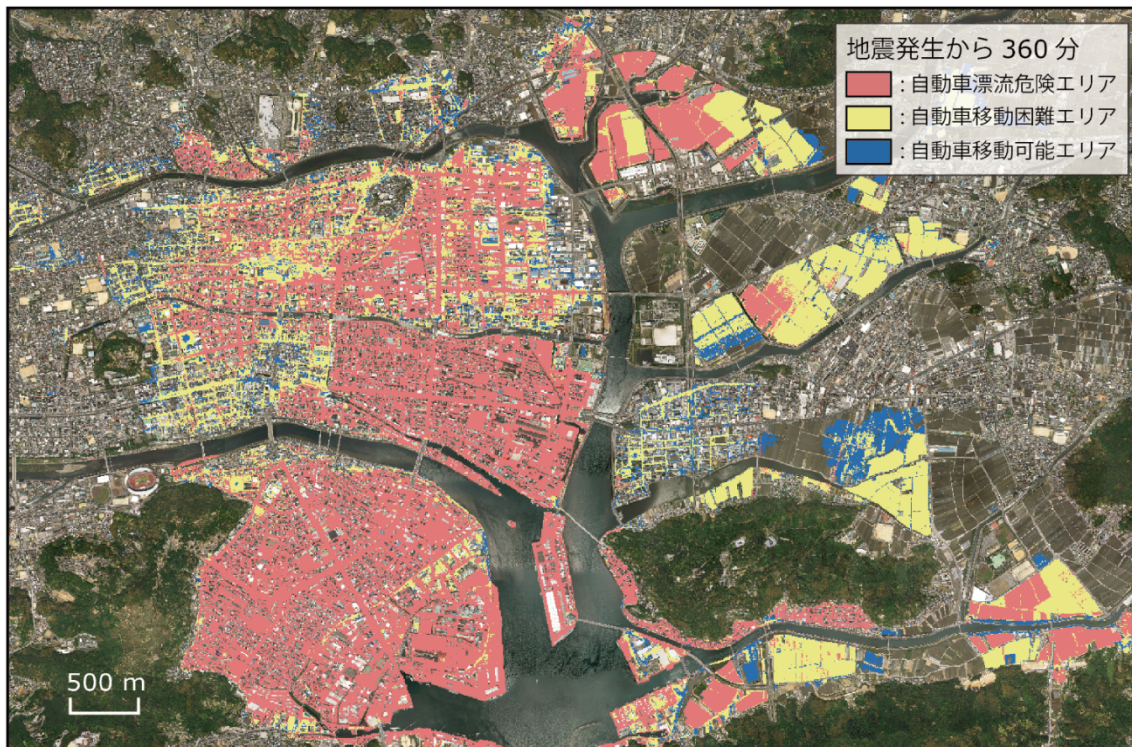 地震発生から 360 分
: 自動車漂流危険エリア
: 自動車移動困難エリア
: 自動車移動可能エリア
500 m